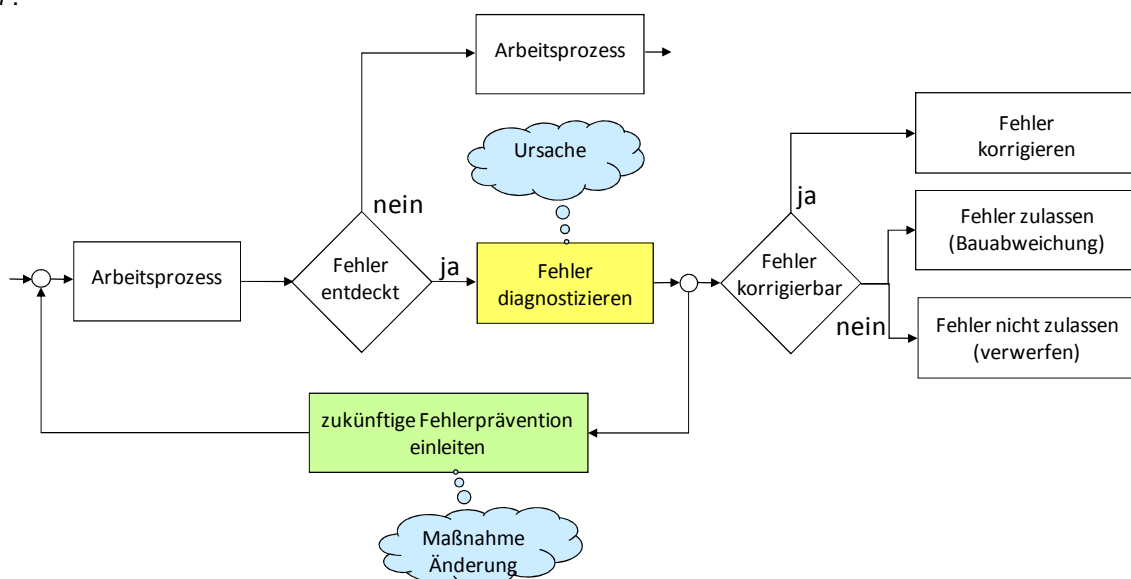 Arbeitsprozess
Ursache
Fehler
korrigieren
ja
nein
Fehler zulassen
(Bauabweichung)
Arbeitsprozess
Fehler
entdeckt
ja
Fehler
diagnostizieren
Fehler
korrigierbar
nein
Fehler nicht zulassen
(verwerfen)
zukünftige Fehlerprävention
einleiten
Maßnahme
Änderung